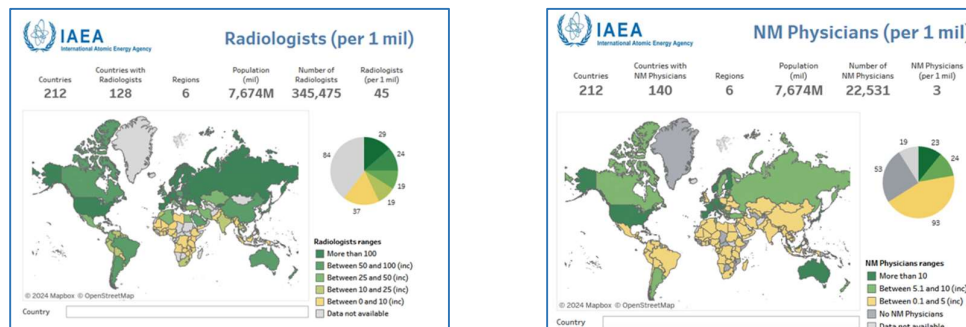 IAEA
International Atomic Energy Agency
Radiologists (per 1 mil)
Countries
212
Countries with
Radiologists
128
Regions
6
Population
(mil)
7,674M
Number of
Radiologists
345,475
Radiologists
(per 1 mil)
45
29
24
19
19
37
84
Radiologists ranges
More than 100
Between 50 and 100 (inc)
Between 25 and 50 (inc)
Between 10 and 25 (inc)
Between 0 and 10 (inc)
Data not available
© 2024 Mapbox © OpenStreetMap
Country
IAEA
International Atomic Energy Agency
NM Physicians (per 1 mil)
Countries
212
Countries with
NM Physicians
140
Regions
6
Population
(mil)
7,674M
Number of
NM Physicians
22,531
NM Physicians
(per 1 mil)
3
19
23
24
53
93
NM Physicians ranges
More than 10
Between 5.1 and 10 (inc)
Between 0.1 and 5 (inc)
No NM Physicians
Data not available
© 2024 Mapbox © OpenStreetMap
Country